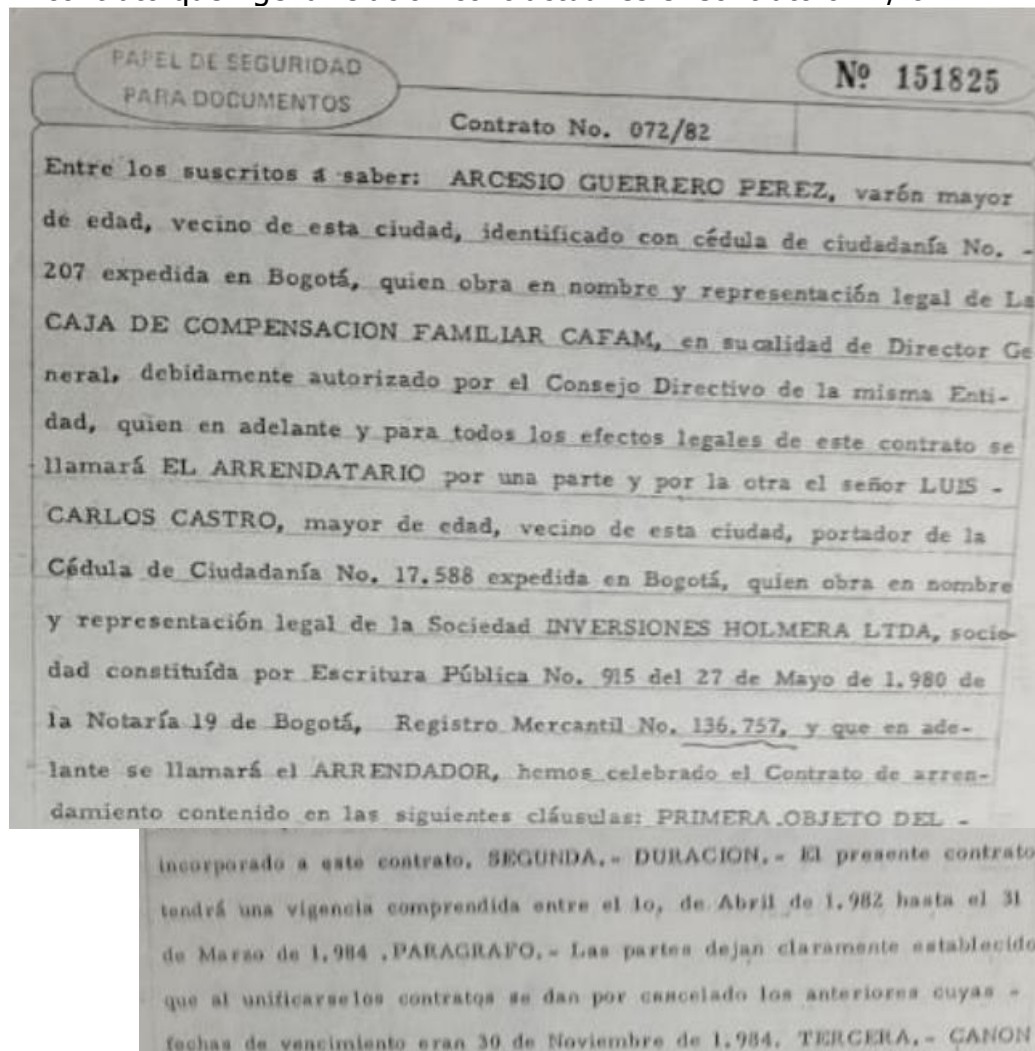 PAPEL DE SEGURIDAD
PARA DOCUMENTOS
Nº 151825
Contrato No. 072/82
Entre los suscritos á saber: ARCESIO GUERRERO PEREZ, varón mayor
de edad, vecino de esta ciudad, identificado con cédula de ciudadanía No. -
207 expedida en Bogotá, quien obra en nombre y representación legal de La
CAJA DE COMPENSACION FAMILIAR CAFAM, en su calidad de Director Ge
neral, debidamente autorizado por el Consejo Directivo de la misma Enti-
dad, quien en adelante y para todos los efectos legales de este contrato se
llamará EL ARRENDATARIO por una parte y por la otra el señor LUIS -
CARLOS CASTRO, mayor de edad, vecino de esta ciudad, portador de la
Cédula de Ciudadanía No. 17.588 expedida en Bogotá, quien obra en nombre
y representación legal de la Sociedad INVERSIONES HOLMERA LTDA, socie-
dad constituída por Escritura Pública No. 915 del 27 de Mayo de 1.980 de
la Notaría 19 de Bogotá, Registro Mercantil No. 136.757, y que en ade-
lante se llamará el ARRENDADOR, hemos celebrado el Contrato de arren-
damiento contenido en las siguientes cláusulas: PRIMERA.OBJETO DEL -
incorporado a este contrato. SEGUNDA.- DURACION.- El presente contrato
tendrá una vigencia comprendida entre el 1o, de Abril de 1.982 hasta el 31
de Marzo de 1.984 .PARAGRAFO.- Las partes dejan claramente establecido
que al unificarselos contratos se dan por cancelado los anteriores cuyas -
fechas de vencimiento eran 30 de Noviembre de 1.984. TERCERA.- CANON